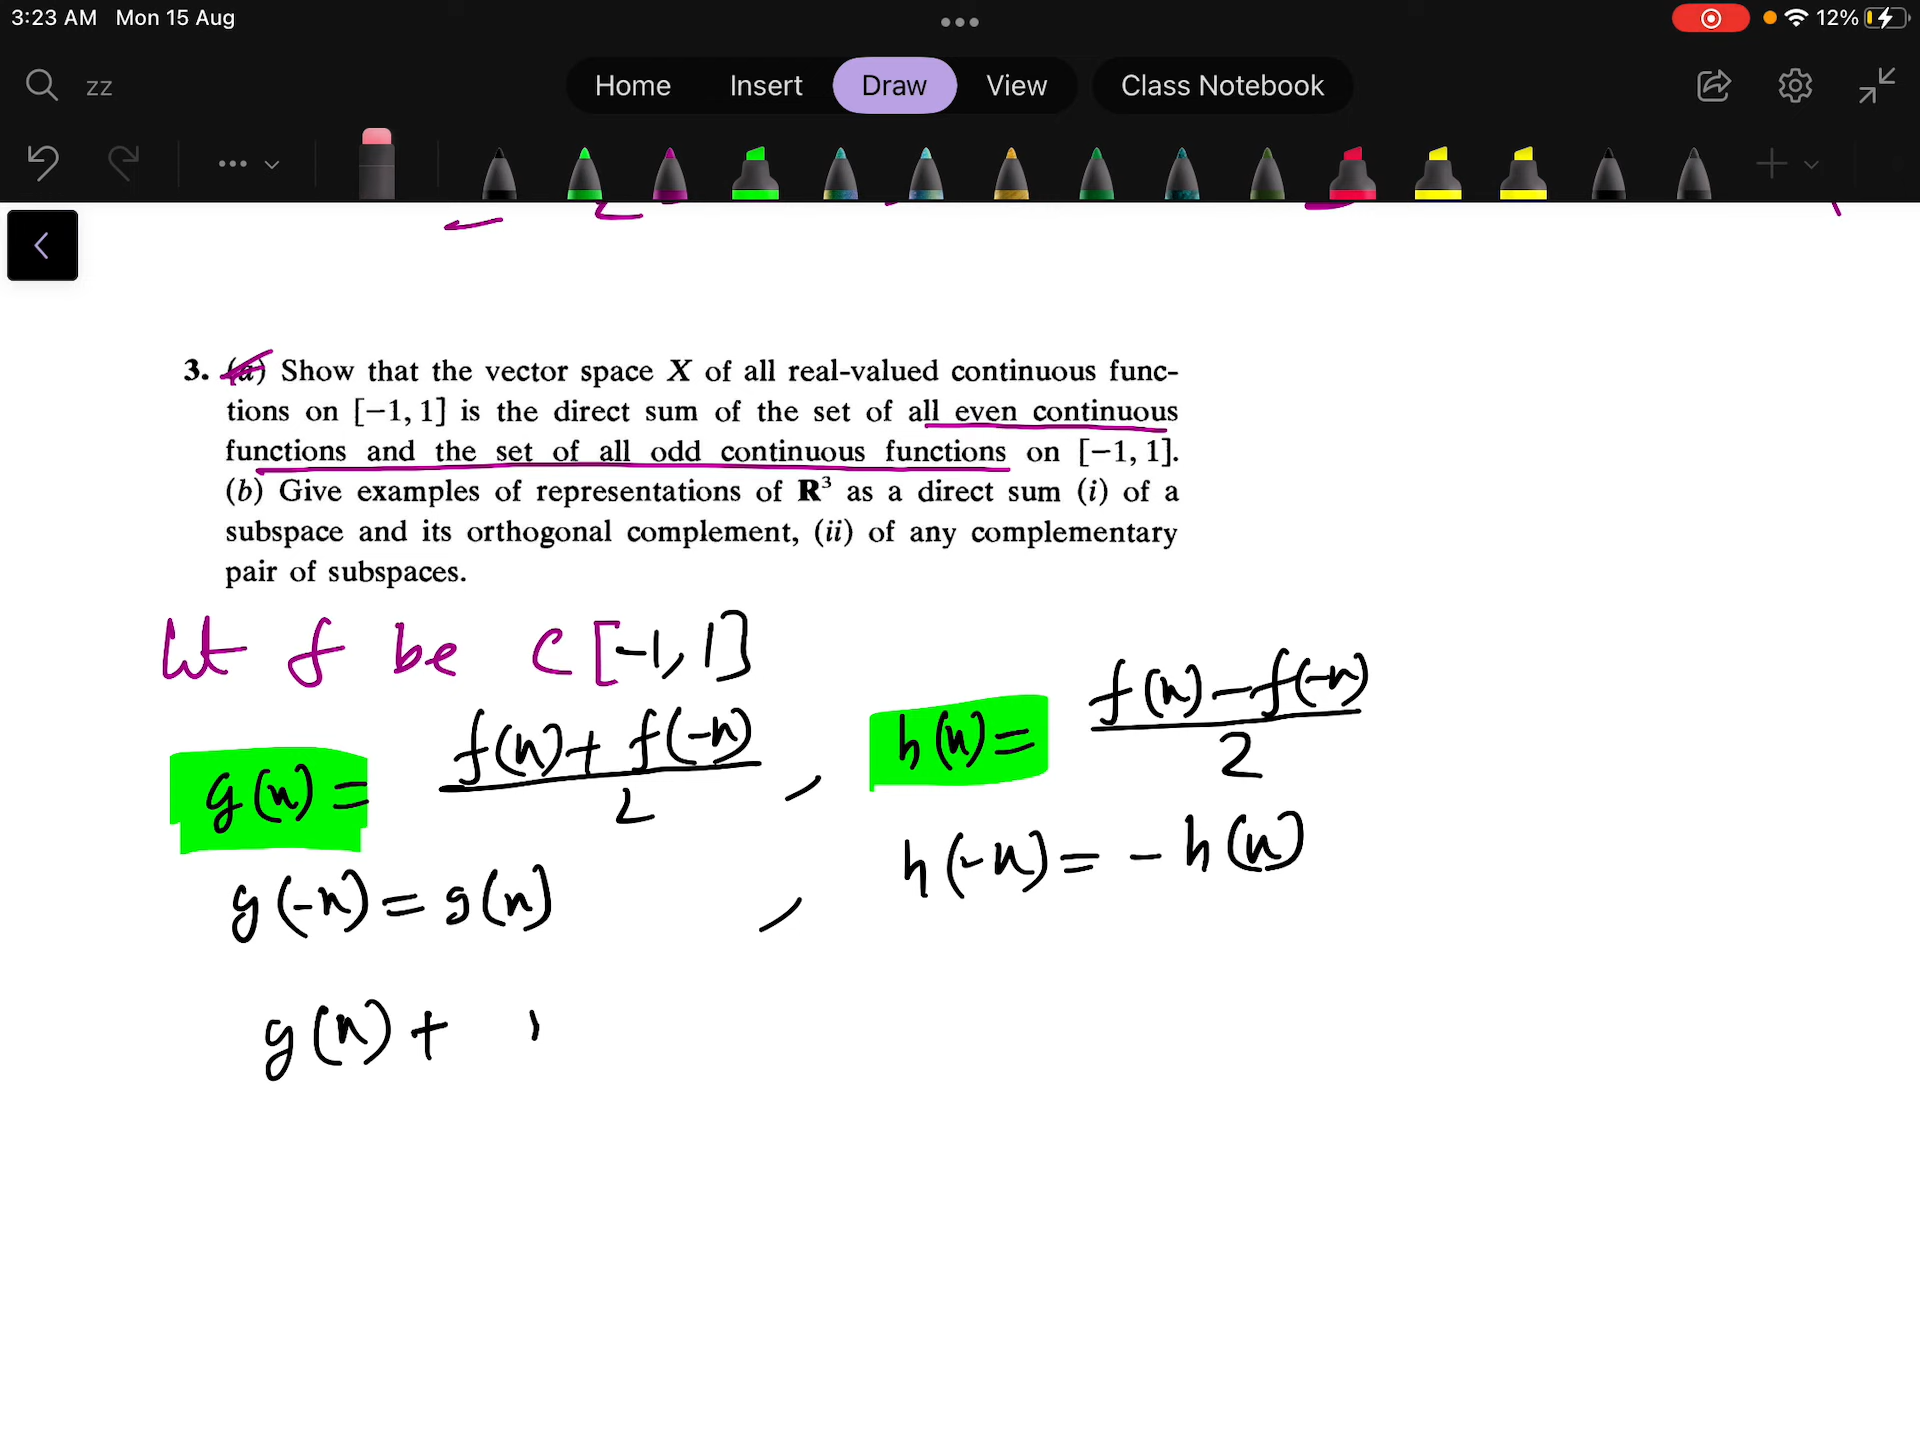 3:23 AM Mon 15 Aug
12%
zz
Home Insert Draw View Class Notebook
3. (a) Show that the vector space X of all real-valued continuous func-
tions on [−1, 1] is the direct sum of the set of all even continuous
functions and the set of all odd continuous functions on [−1, 1].
(b) Give examples of representations of R³ as a direct sum (i) of a
subspace and its orthogonal complement, (ii) of any complementary
pair of subspaces.
let f be C[-1,1]
g(x) = f(x)+f(-x) / 2 , h(x) = f(x)-f(-x) / 2
g(-x) = g(x) , h(-x) = -h(x)
g(x) +